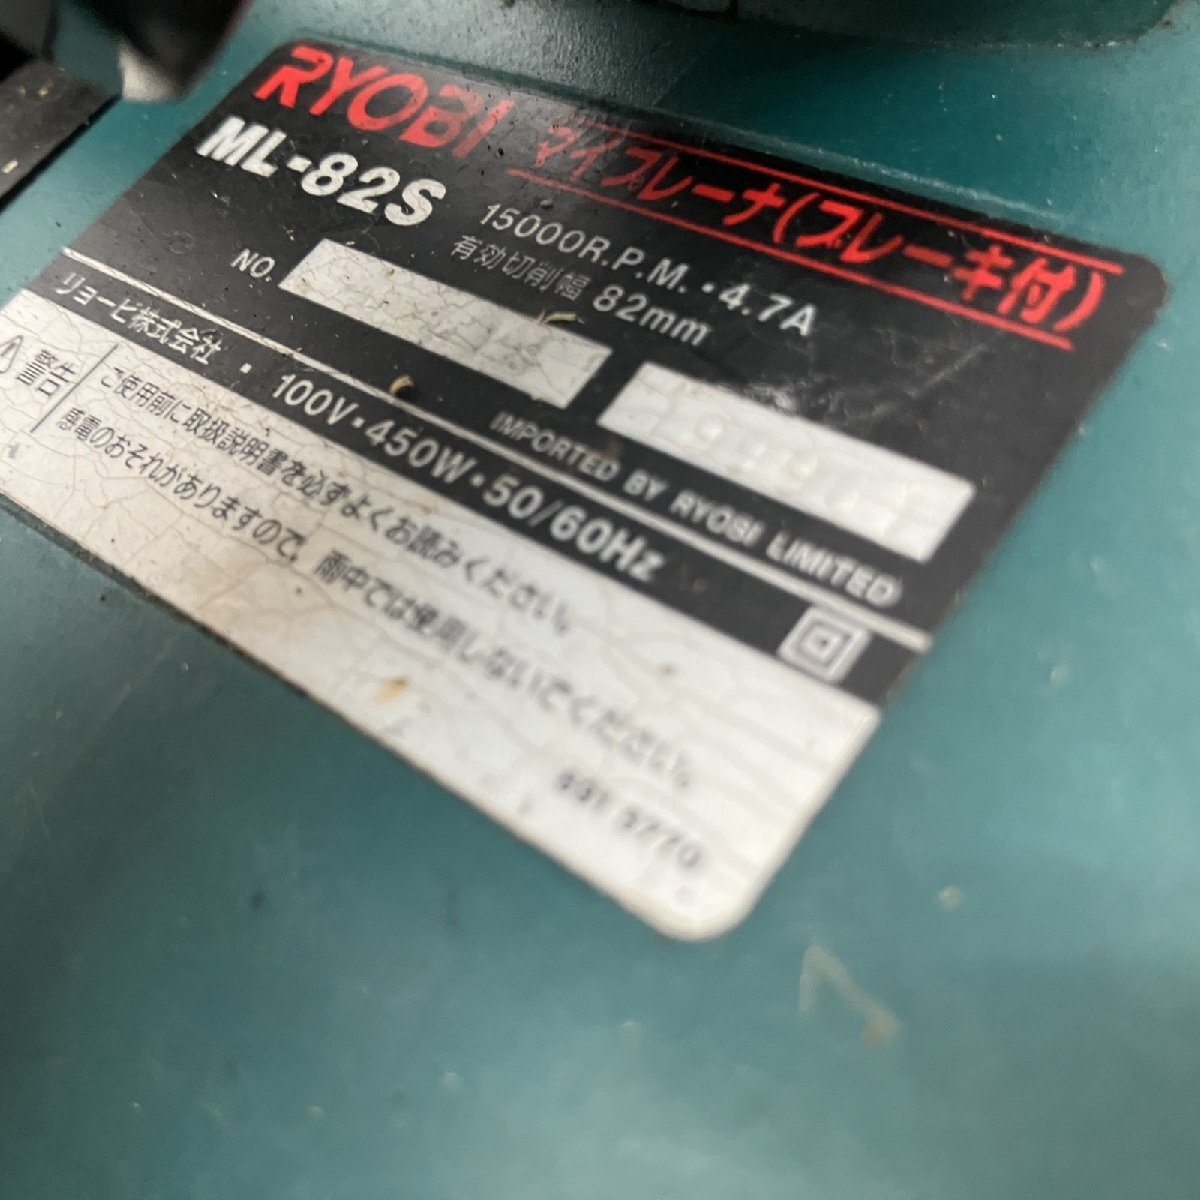 RYOBI マイプレーナ(ブレーキ付)
ML-82S 15000R.P.M.・4.7A
有効切削幅 82mm
NO.
IMPORTED BY RYOBI LIMITED
リョービ株式会社・100V・450W・50/60Hz
警告 ご使用前に取扱説明書を必ずよくお読みください。
感電のおそれがありますので、雨中では使用しないでください。